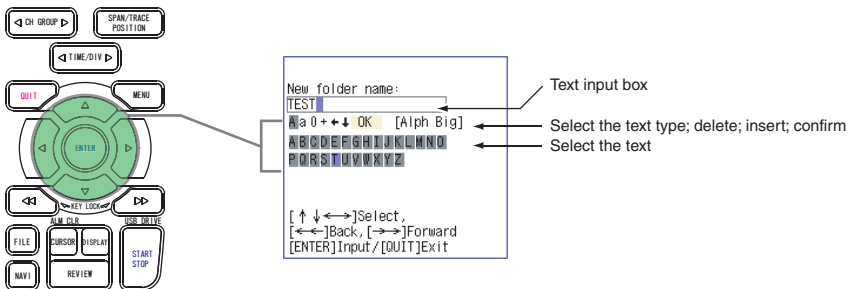 ◁ CH GROUP ▷
SPAN/TRACE
POSITION
◁ TIME/DIV ▷
QUIT
MENU
ENTER
KEY LOCK
ALM CLR
USB DRIVE
FILE
CURSOR
DISPLAY
START
STOP
NAVI
REVIEW
New folder name:
TEST
A a 0 + ← ↓ OK [Alph Big]
A B C D E F G H I J K L M N O
P Q R S T U V W X Y Z
[ ↑ ↓ ←→]Select,
[←←]Back,[→→]Forward
[ENTER]Input/[QUIT]Exit
Text input box
Select the text type; delete; insert; confirm
Select the text